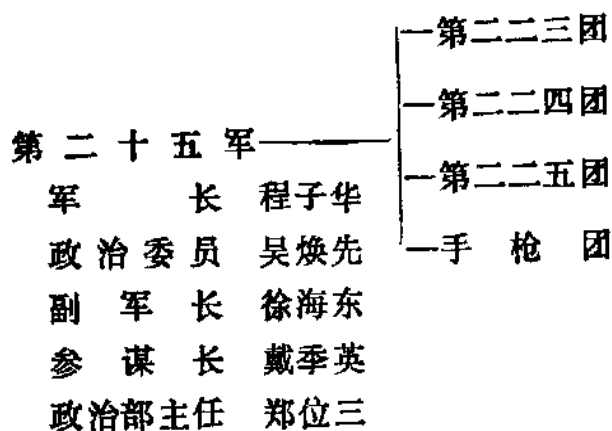 第二十五军
军长 程子华
政治委员 吴焕先
副军长 徐海东
参谋长 戴季英
政治部主任 郑位三
第二二三团
第二二四团
第二二五团
手枪团